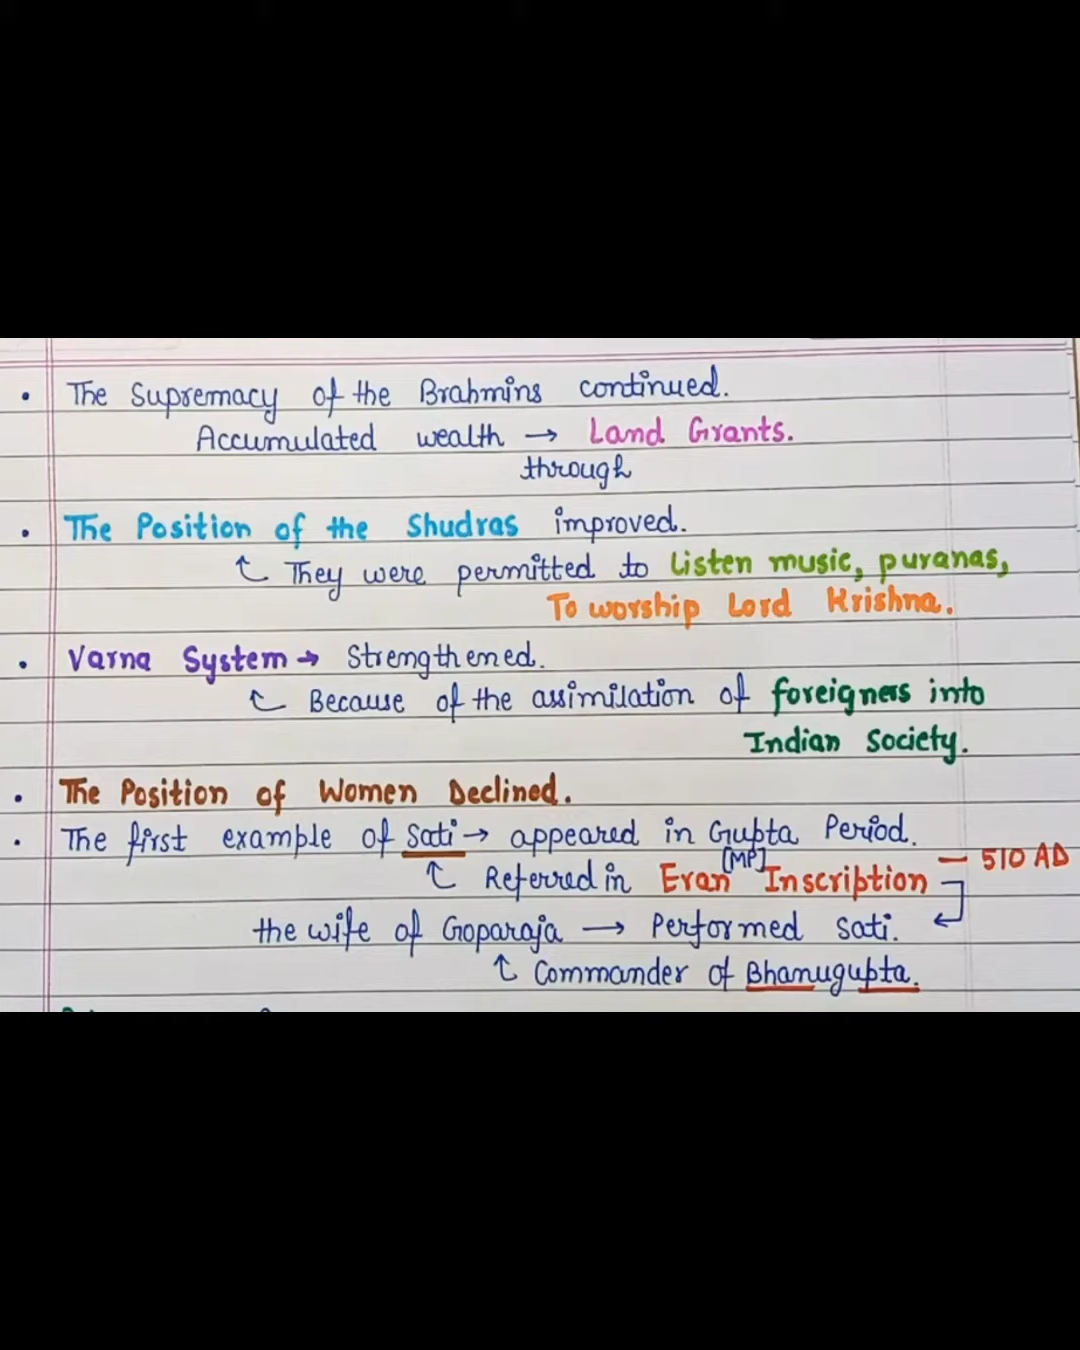 • The Supremacy of the Brahmins continued.
Accumulated wealth → Land Grants.
through
• The Position of the Shudras improved.
They were permitted to Listen music, puranas,
To worship Lord Krishna.
• Varna System → Strengthened.
Because of the assimilation of foreigners into
Indian Society.
• The Position of Women Declined.
• The first example of Sati → appeared in Gupta Period.
Referred in Eran [MP] Inscription — 510 AD
the wife of Goparaja → Performed Sati.
Commander of Bhanugupta.